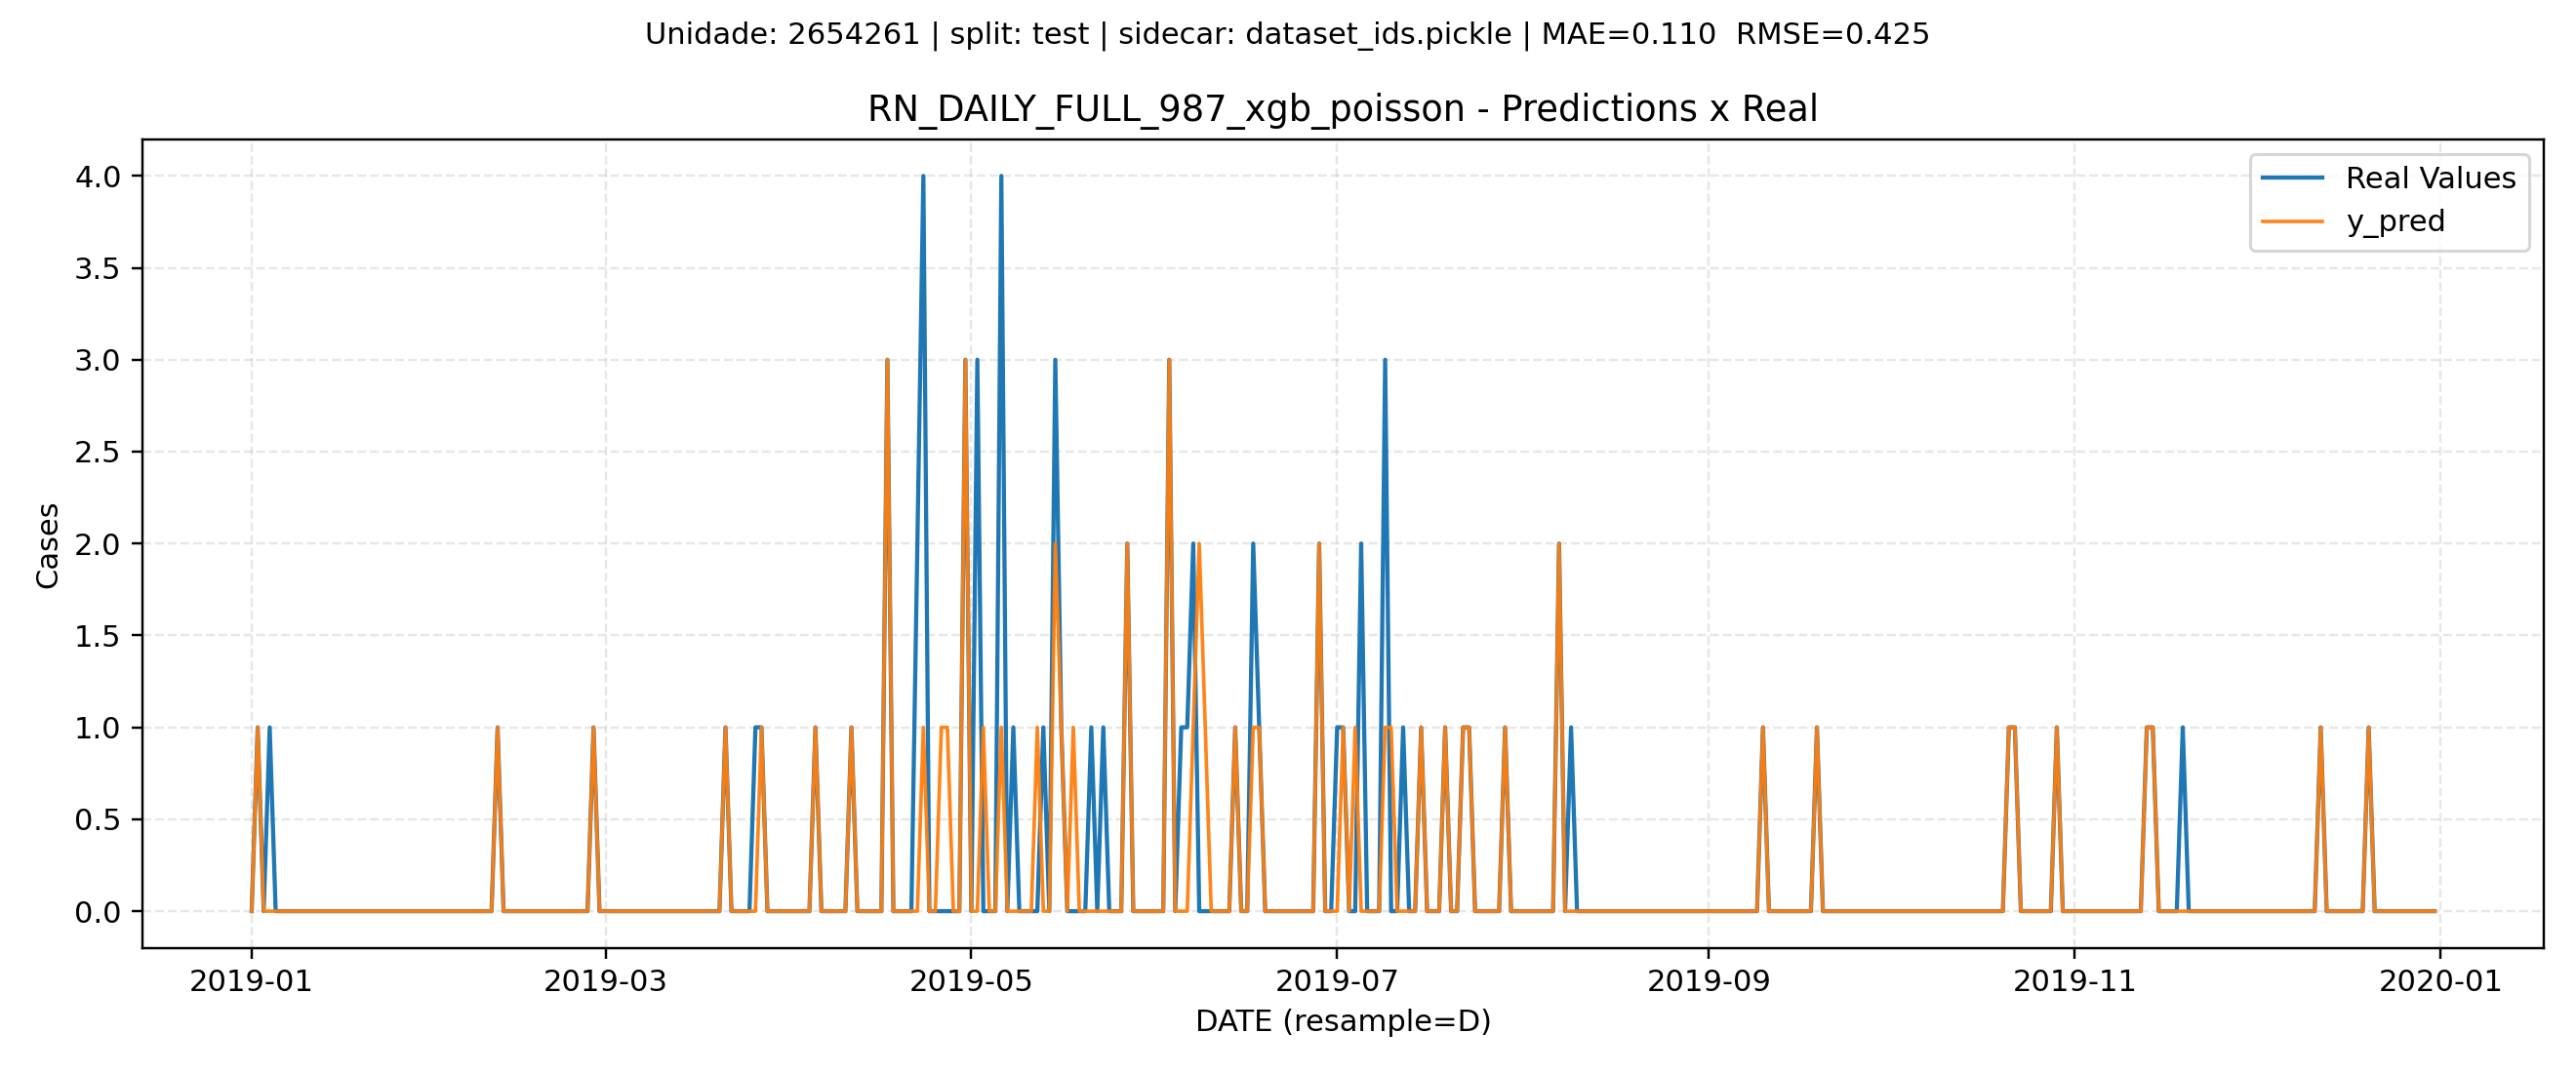 Unidade: 2654261 | split: test | sidecar: dataset_ids.pickle | MAE=0.110  RMSE=0.425
RN_DAILY_FULL_987_xgb_poisson - Predictions x Real
Real Values
y_pred
Cases
4.0
3.5
3.0
2.5
2.0
1.5
1.0
0.5
0.0
2019-01
2019-03
2019-05
2019-07
2019-09
2019-11
2020-01
DATE (resample=D)